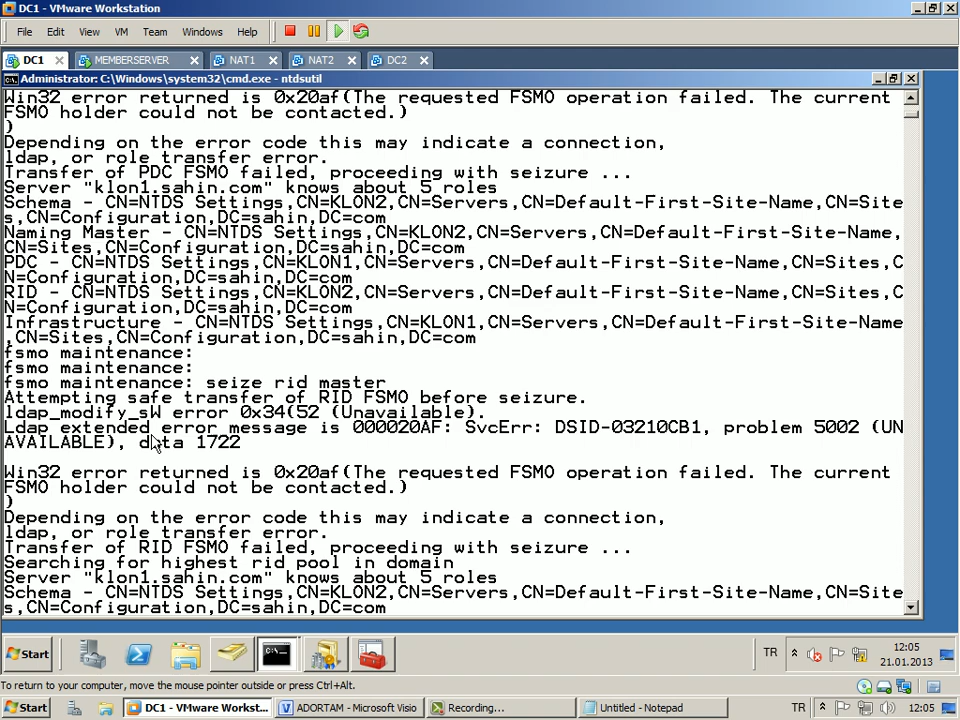 DC1 - VMware Workstation
File Edit View VM Team Windows Help
DC1 MEMBERSERVER NAT1 NAT2 DC2
Administrator: C:\Windows\system32\cmd.exe - ntdsutil
Win32 error returned is 0x20af(The requested FSMO operation failed. The current
FSMO holder could not be contacted.)
)
Depending on the error code this may indicate a connection,
ldap, or role transfer error.
Transfer of PDC FSMO failed, proceeding with seizure ...
Server "klon1.sahin.com" knows about 5 roles
Schema - CN=NTDS Settings,CN=KLON2,CN=Servers,CN=Default-First-Site-Name,CN=Site
s,CN=Configuration,DC=sahin,DC=com
Naming Master - CN=NTDS Settings,CN=KLON2,CN=Servers,CN=Default-First-Site-Name,
CN=Sites,CN=Configuration,DC=sahin,DC=com
PDC - CN=NTDS Settings,CN=KLON1,CN=Servers,CN=Default-First-Site-Name,CN=Sites,C
N=Configuration,DC=sahin,DC=com
RID - CN=NTDS Settings,CN=KLON2,CN=Servers,CN=Default-First-Site-Name,CN=Sites,C
N=Configuration,DC=sahin,DC=com
Infrastructure - CN=NTDS Settings,CN=KLON1,CN=Servers,CN=Default-First-Site-Name
,CN=Sites,CN=Configuration,DC=sahin,DC=com
fsmo maintenance:
fsmo maintenance:
fsmo maintenance: seize rid master
Attempting safe transfer of RID FSMO before seizure.
ldap_modify_sW error 0x34(52 (Unavailable).
Ldap extended error message is 000020AF: SvcErr: DSID-03210CB1, problem 5002 (UN
AVAILABLE), data 1722
Win32 error returned is 0x20af(The requested FSMO operation failed. The current
FSMO holder could not be contacted.)
)
Depending on the error code this may indicate a connection,
ldap, or role transfer error.
Transfer of RID FSMO failed, proceeding with seizure ...
Searching for highest rid pool in domain
Server "klon1.sahin.com" knows about 5 roles
Schema - CN=NTDS Settings,CN=KLON2,CN=Servers,CN=Default-First-Site-Name,CN=Site
s,CN=Configuration,DC=sahin,DC=com
Start TR 12:05
21.01.2013
To return to your computer, move the mouse pointer outside or press Ctrl+Alt.
Start DC1 - VMware Workst... ADORTAM - Microsoft Visio Recording... Untitled - Notepad TR 12:05